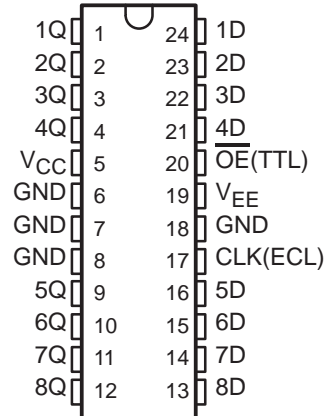 1Q 1 24 1D
2Q 2 23 2D
3Q 3 22 3D
4Q 4 21 4D
VCC 5 20 OE(TTL)
GND 6 19 VEE
GND 7 18 GND
GND 8 17 CLK(ECL)
5Q 9 16 5D
6Q 10 15 6D
7Q 11 14 7D
8Q 12 13 8D